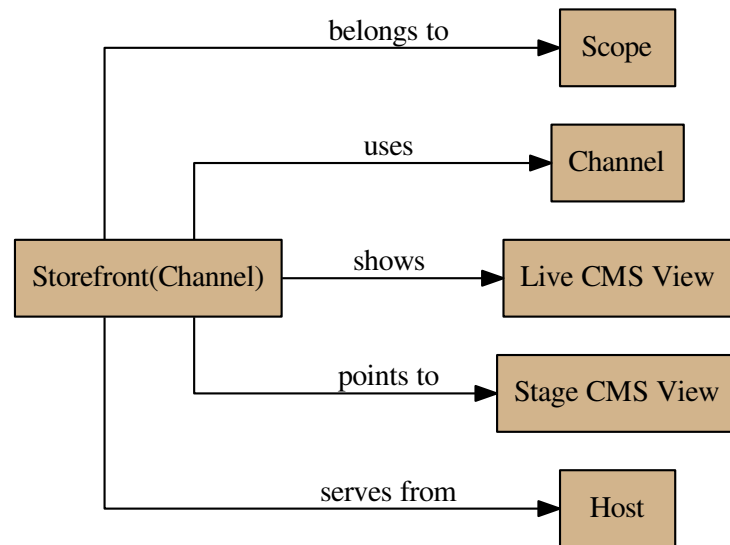 belongs to
Scope
uses
Channel
Storefront(Channel)
shows
Live CMS View
points to
Stage CMS View
serves from
Host